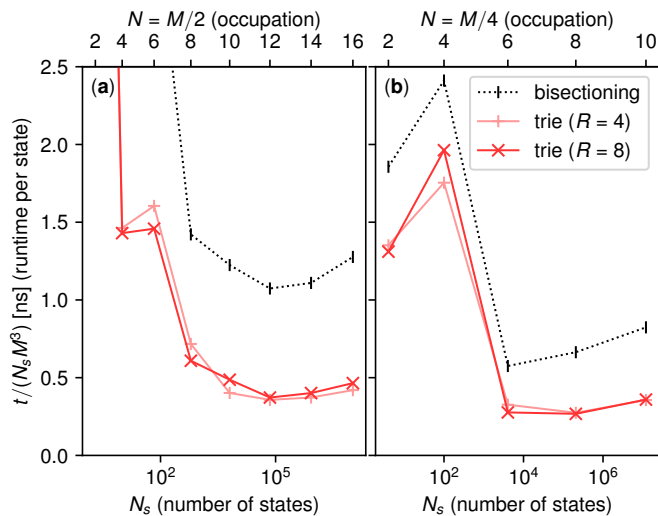 N = M/2 (occupation) N = M/4 (occupation)
2 4 6 8 10 12 14 16 2 4 6 8 10
2.5 (a) (b)
bisectioning
trie (R = 4)
trie (R = 8)
2.0
1.5
1.0
0.5
0.0
t/(NₛM³) [ns] (runtime per state)
10² 10⁵ 10² 10⁴ 10⁶
Nₛ (number of states) Nₛ (number of states)